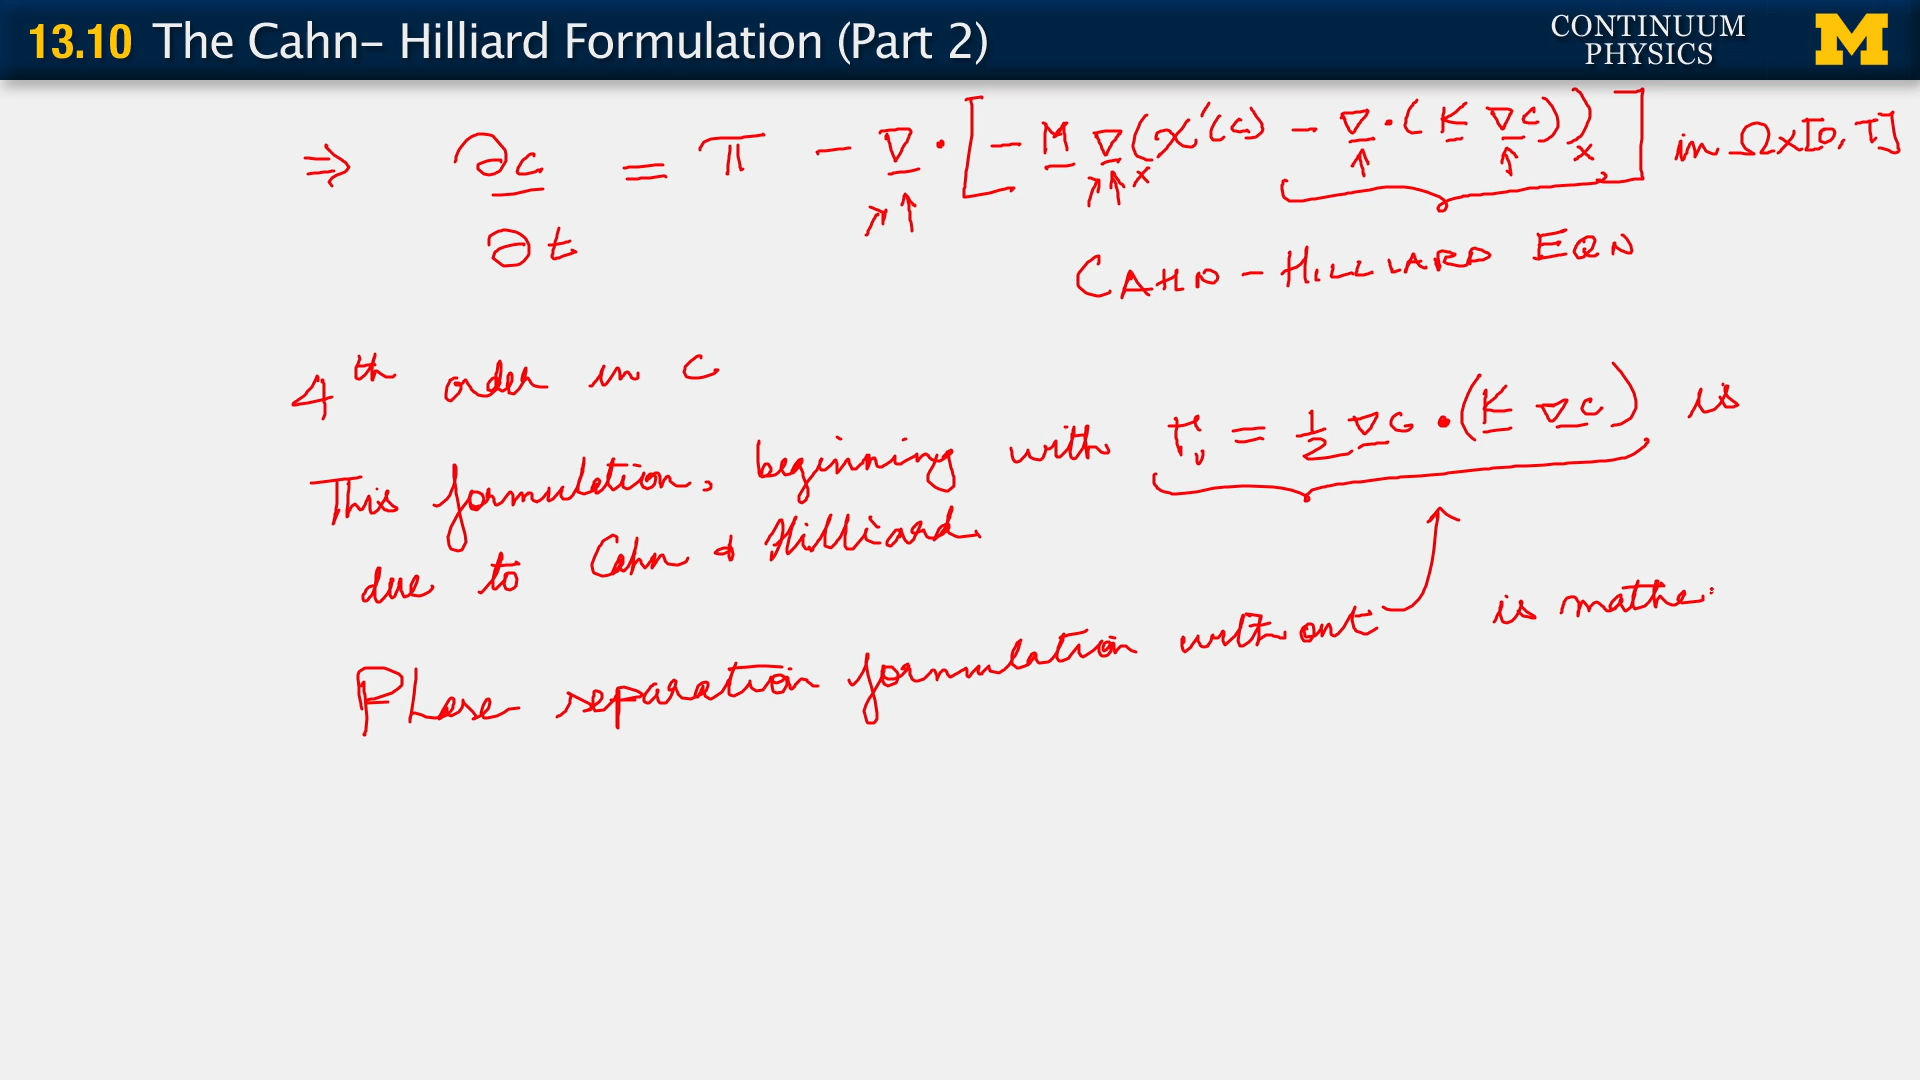 13.10 The Cahn– Hilliard Formulation (Part 2)
CONTINUUM
PHYSICS
M
⇒ ∂c/∂t = π - ∇·[-M ∇(χ'(c) - ∇·(K ∇c))] in Ω×[0,T]
CAHN-HILLIARD EQN
4th order in c
This formulation, beginning with = 1/2 ∇c·(K ∇c) is
due to Cahn & Hilliard.
Phase separation formulation without is mathe